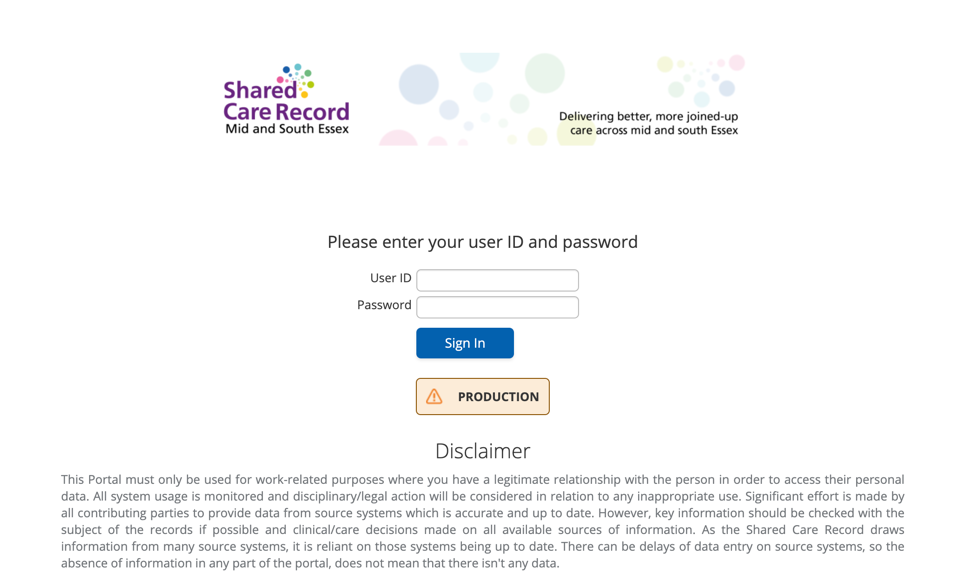 Shared
Care Record
Mid and South Essex
Delivering better, more joined-up
care across mid and south Essex
Please enter your user ID and password
User ID
Password
Sign In
PRODUCTION
Disclaimer
This Portal must only be used for work-related purposes where you have a legitimate relationship with the person in order to access their personal
data. All system usage is monitored and disciplinary/legal action will be considered in relation to any inappropriate use. Significant effort is made by
all contributing parties to provide data from source systems which is accurate and up to date. However, key information should be checked with the
subject of the records if possible and clinical/care decisions made on all available sources of information. As the Shared Care Record draws
information from many source systems, it is reliant on those systems being up to date. There can be delays of data entry on source systems, so the
absence of information in any part of the portal, does not mean that there isn't any data.